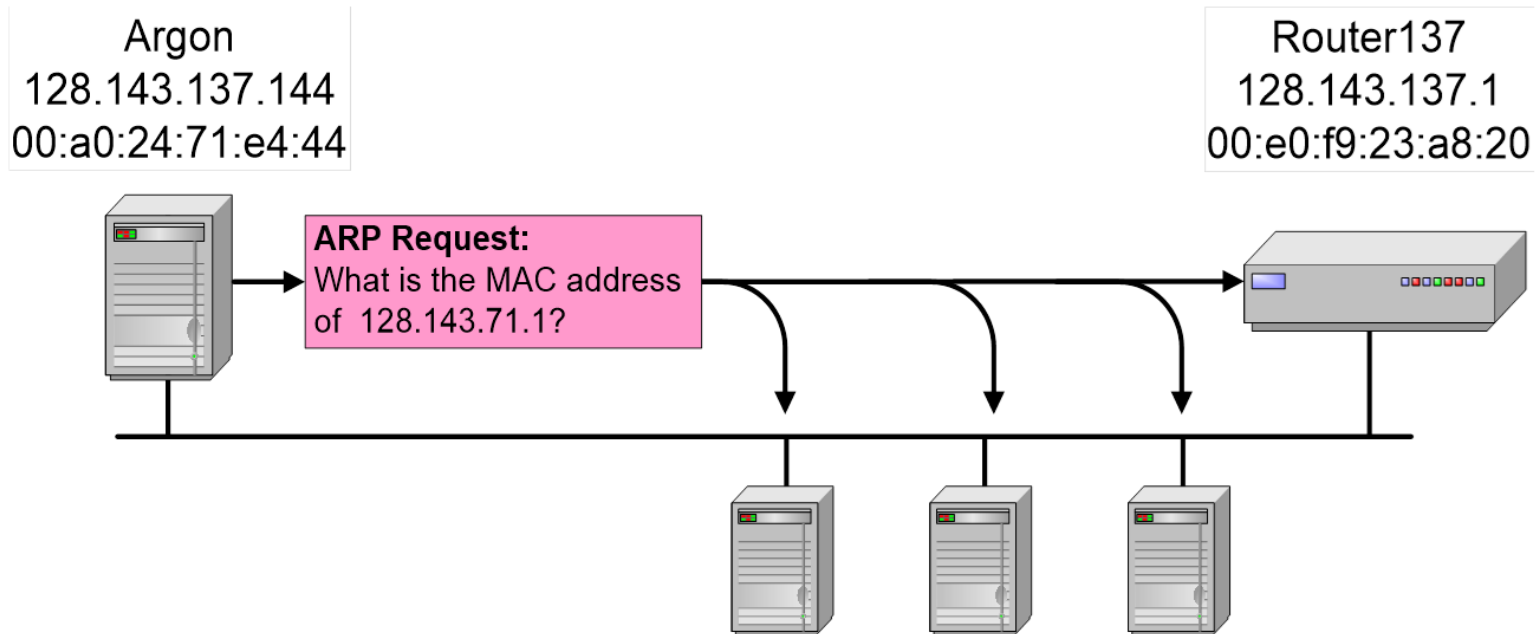 Argon
128.143.137.144
00:a0:24:71:e4:44
Router137
128.143.137.1
00:e0:f9:23:a8:20
ARP Request:
What is the MAC address
of 128.143.71.1?